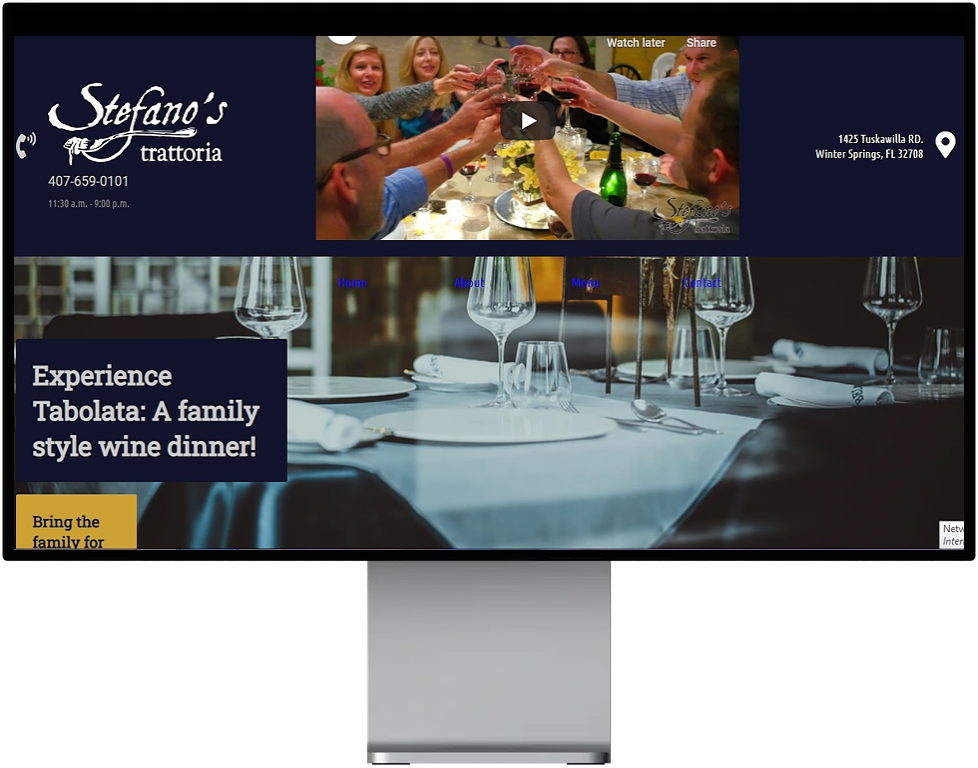 Stefano's
trattoria
407-659-0101
11:30 a.m. - 9:00 p.m.
Watch later Share
Stefano's
trattoria
1425 Tuskawilla RD.
Winter Springs, FL 32708
Home About Menu Contact
Experience
Tabolata: A family
style wine dinner!
Bring the
family for
Netw
Inter